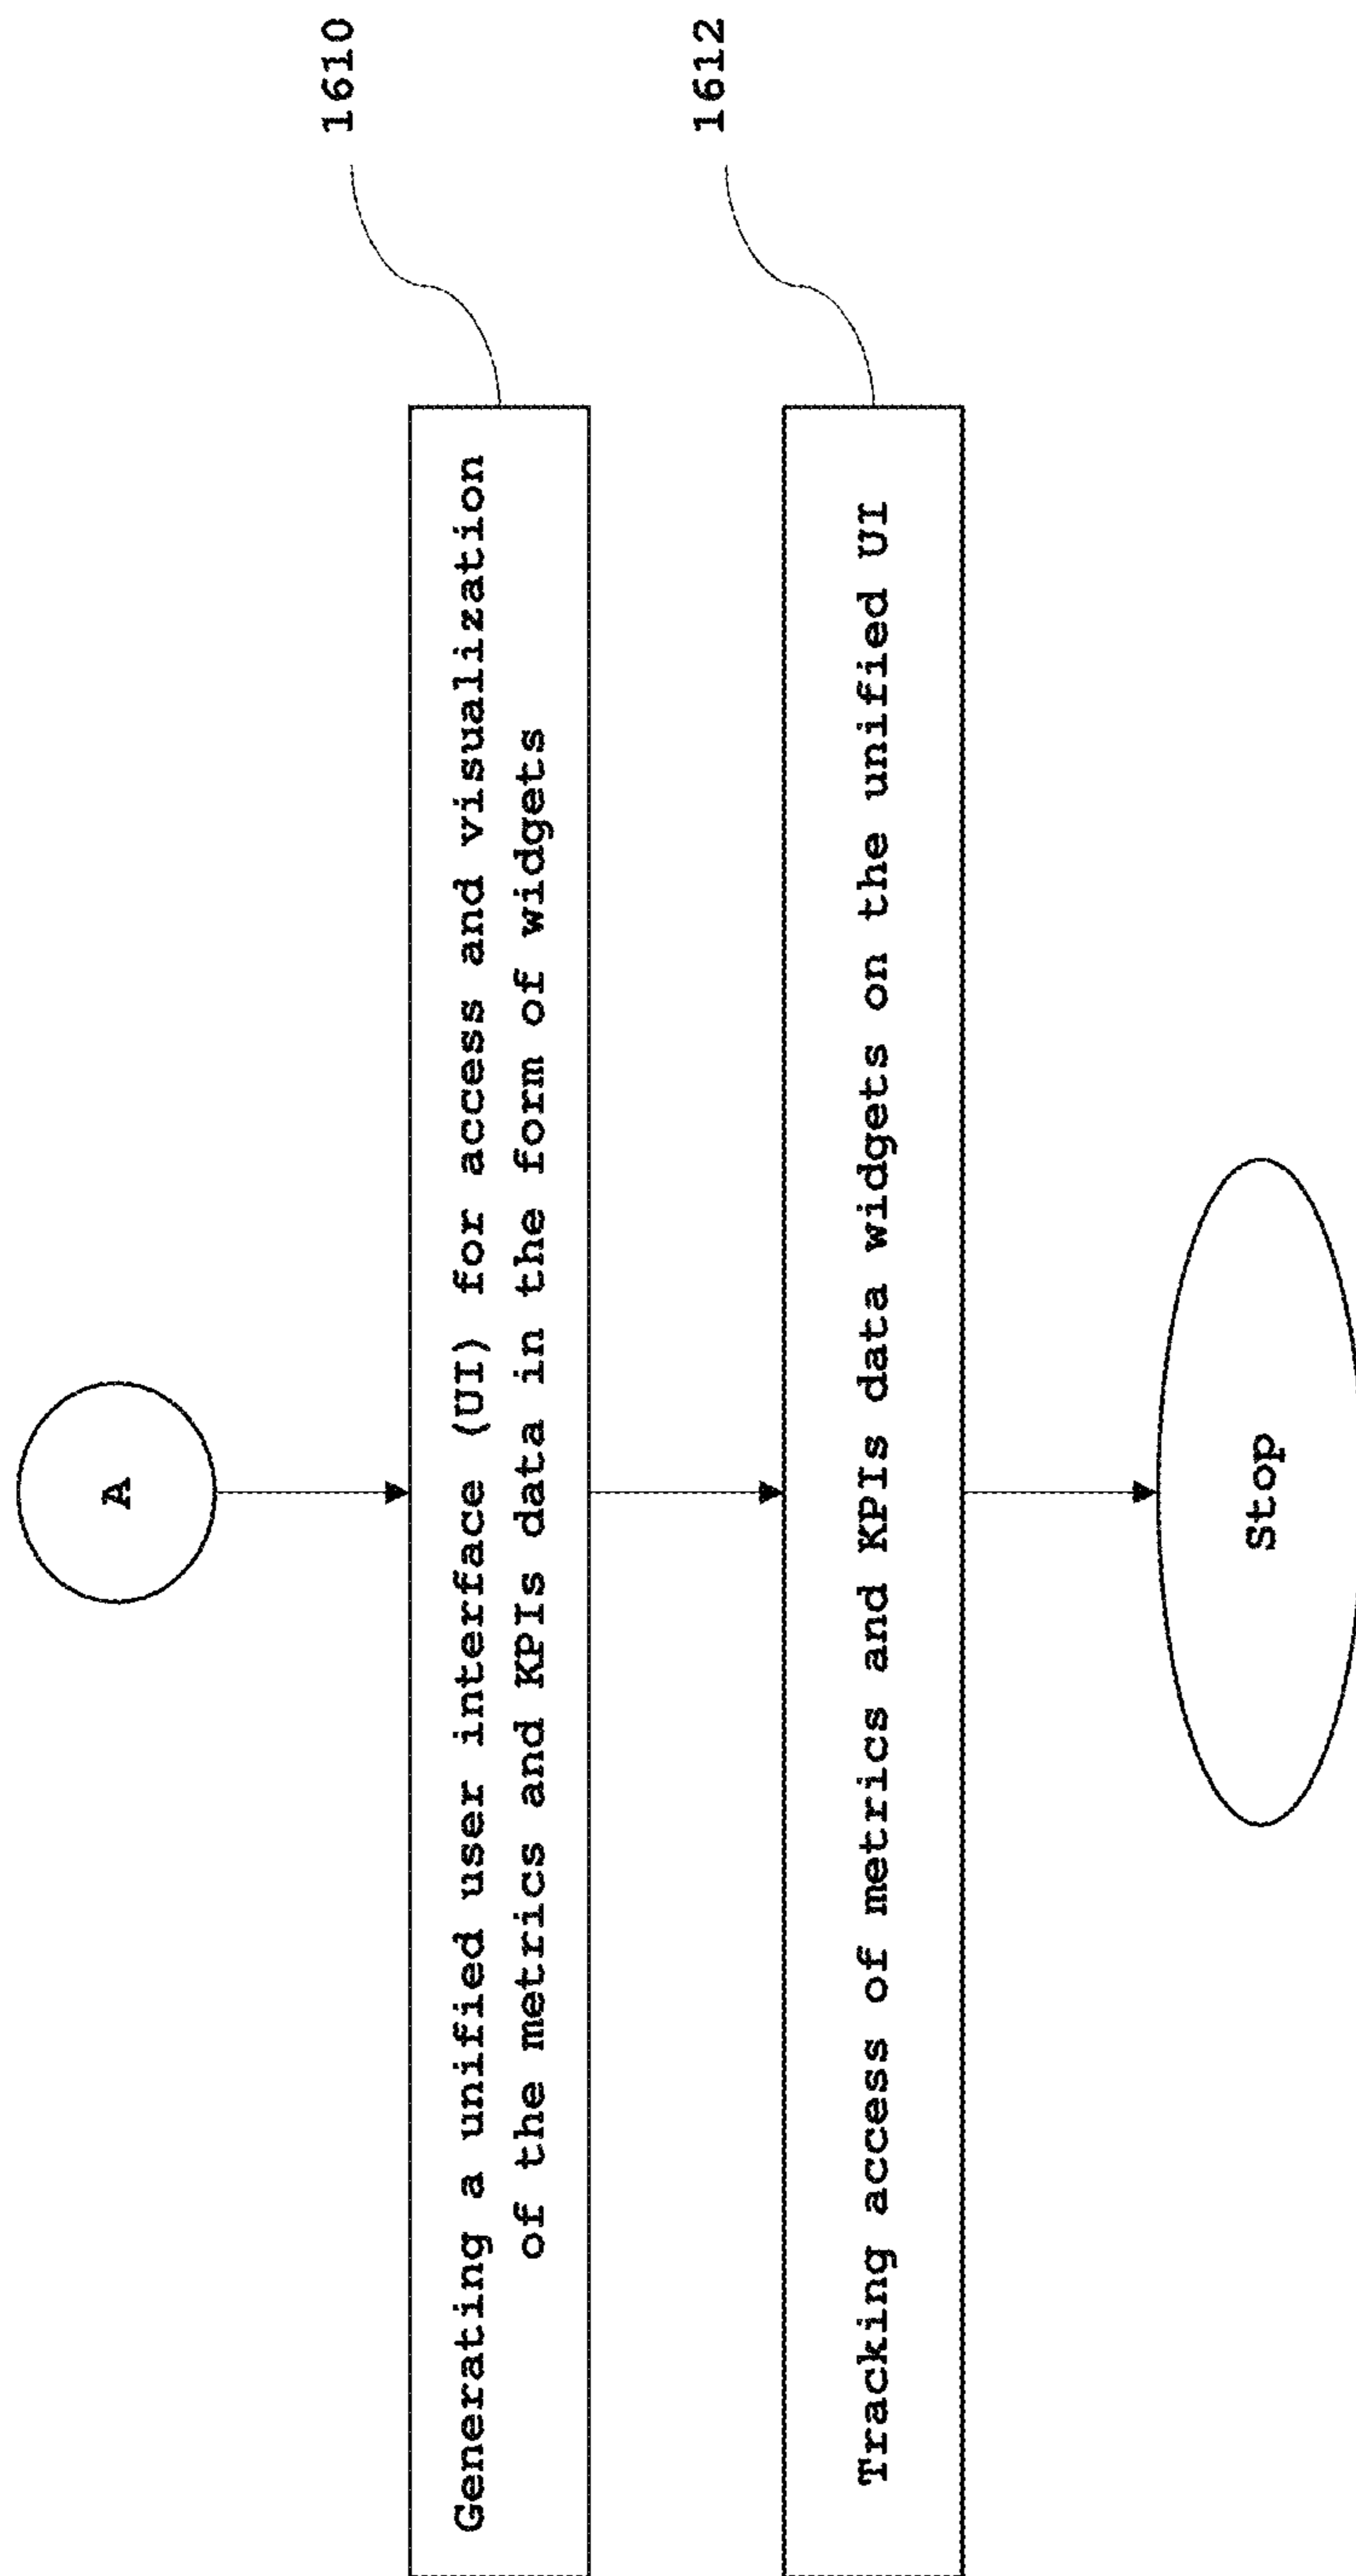 A
Generating a unified user interface (UI) for access and visualization
of the metrics and KPIs data in the form of widgets
1610
Tracking access of metrics and KPIs data widgets on the unified UI
1612
Stop